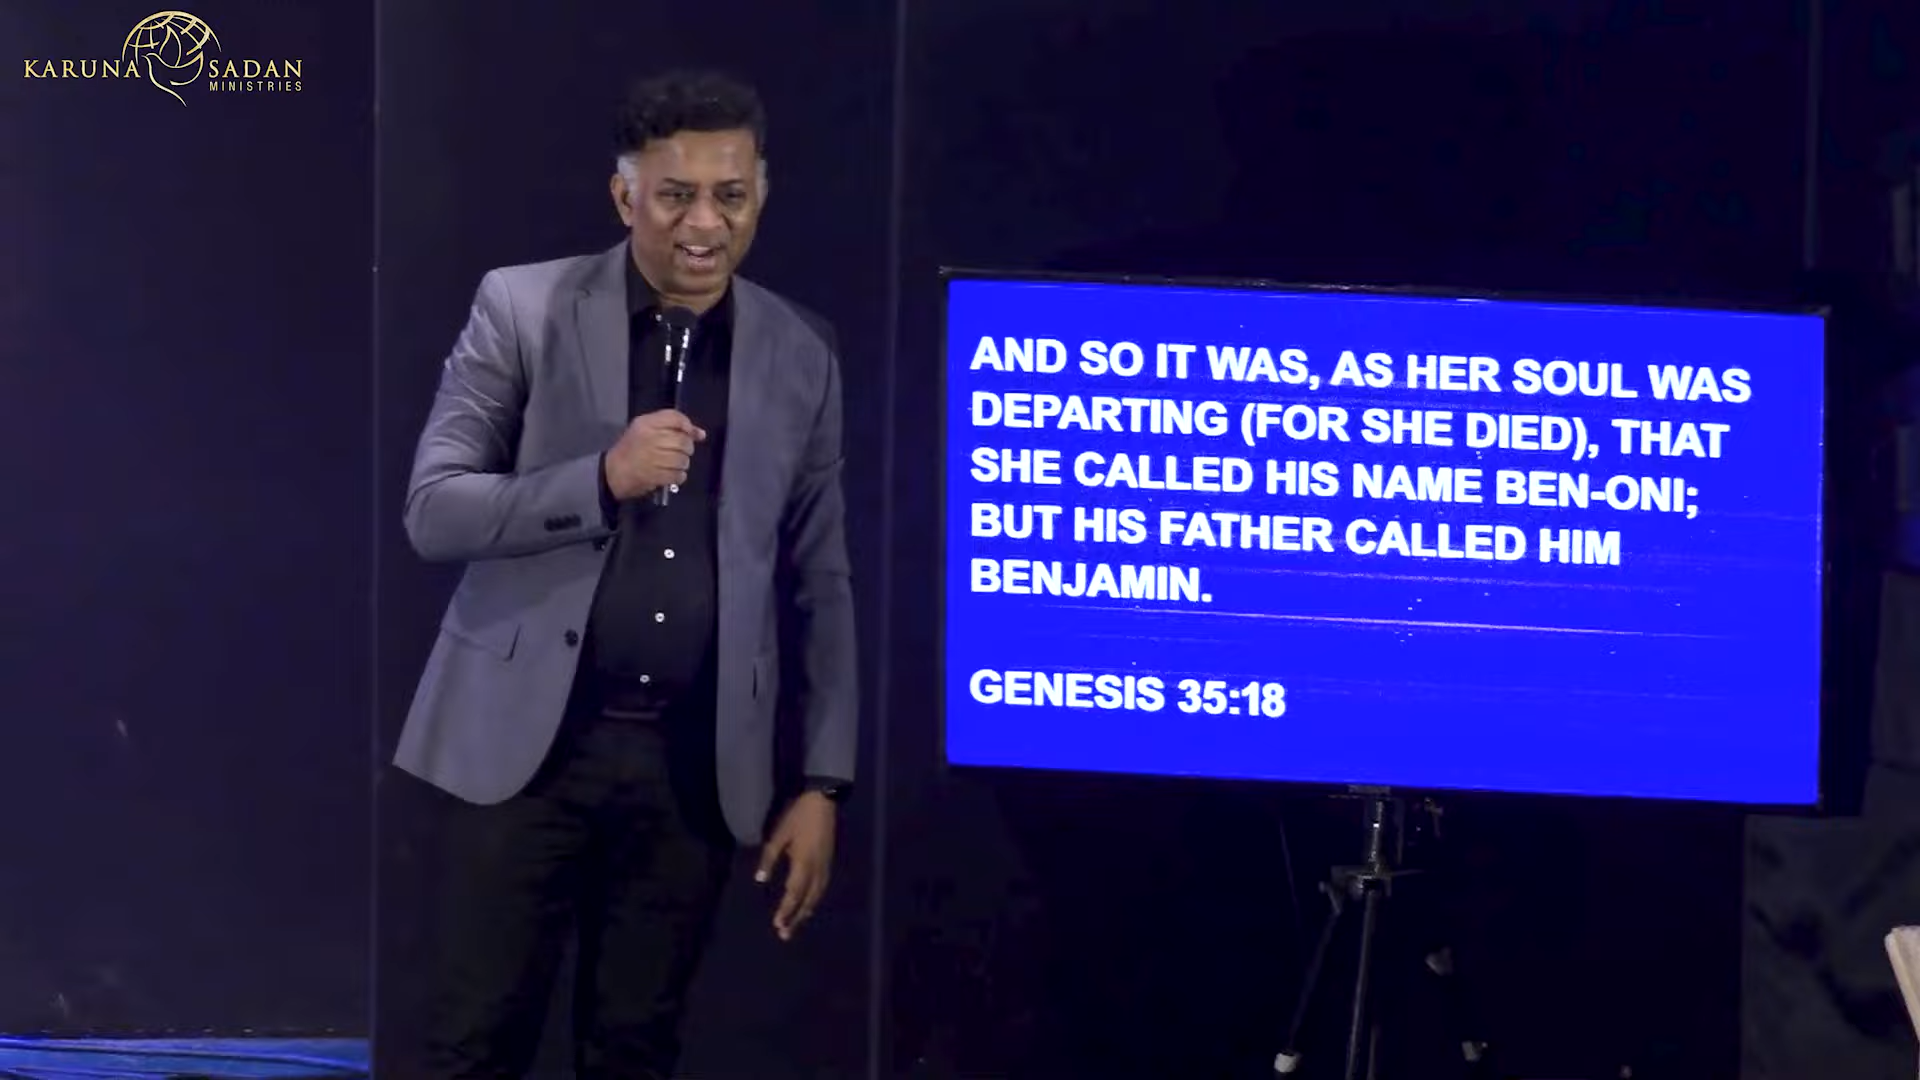 KARUNA SADAN
MINISTRIES
AND SO IT WAS, AS HER SOUL WAS
DEPARTING (FOR SHE DIED), THAT
SHE CALLED HIS NAME BEN-ONI;
BUT HIS FATHER CALLED HIM
BENJAMIN.
GENESIS 35:18